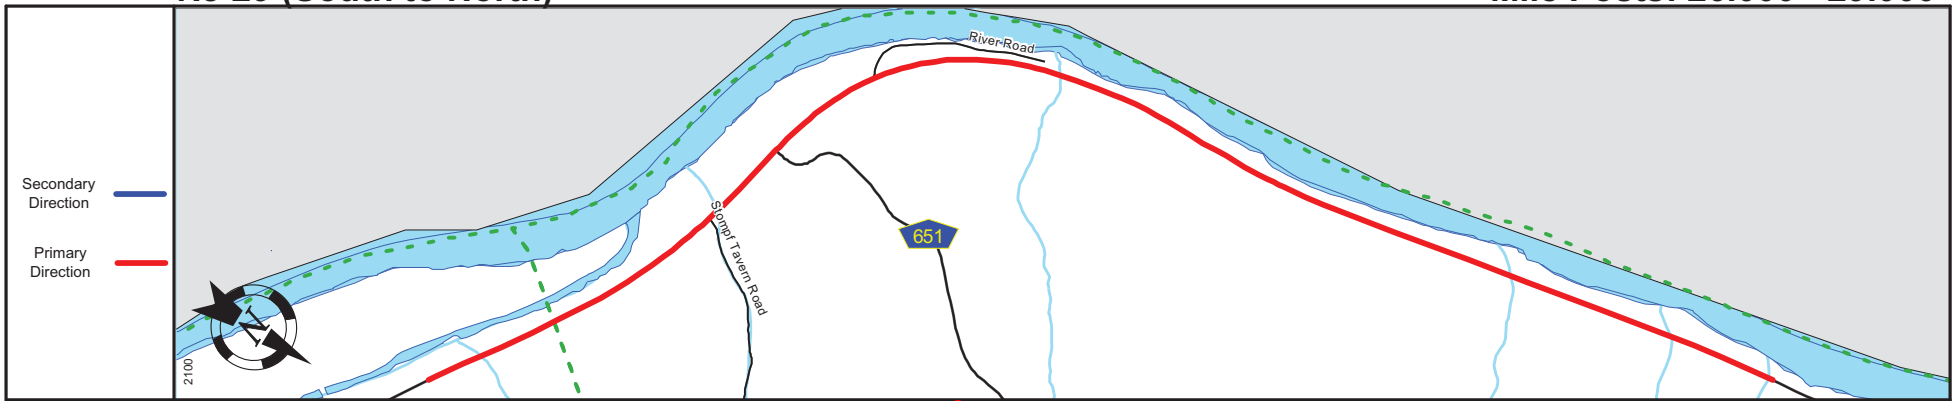 Secondary
Direction
Primary
Direction
River Road
Stompf Tavern Road
651
N
2100